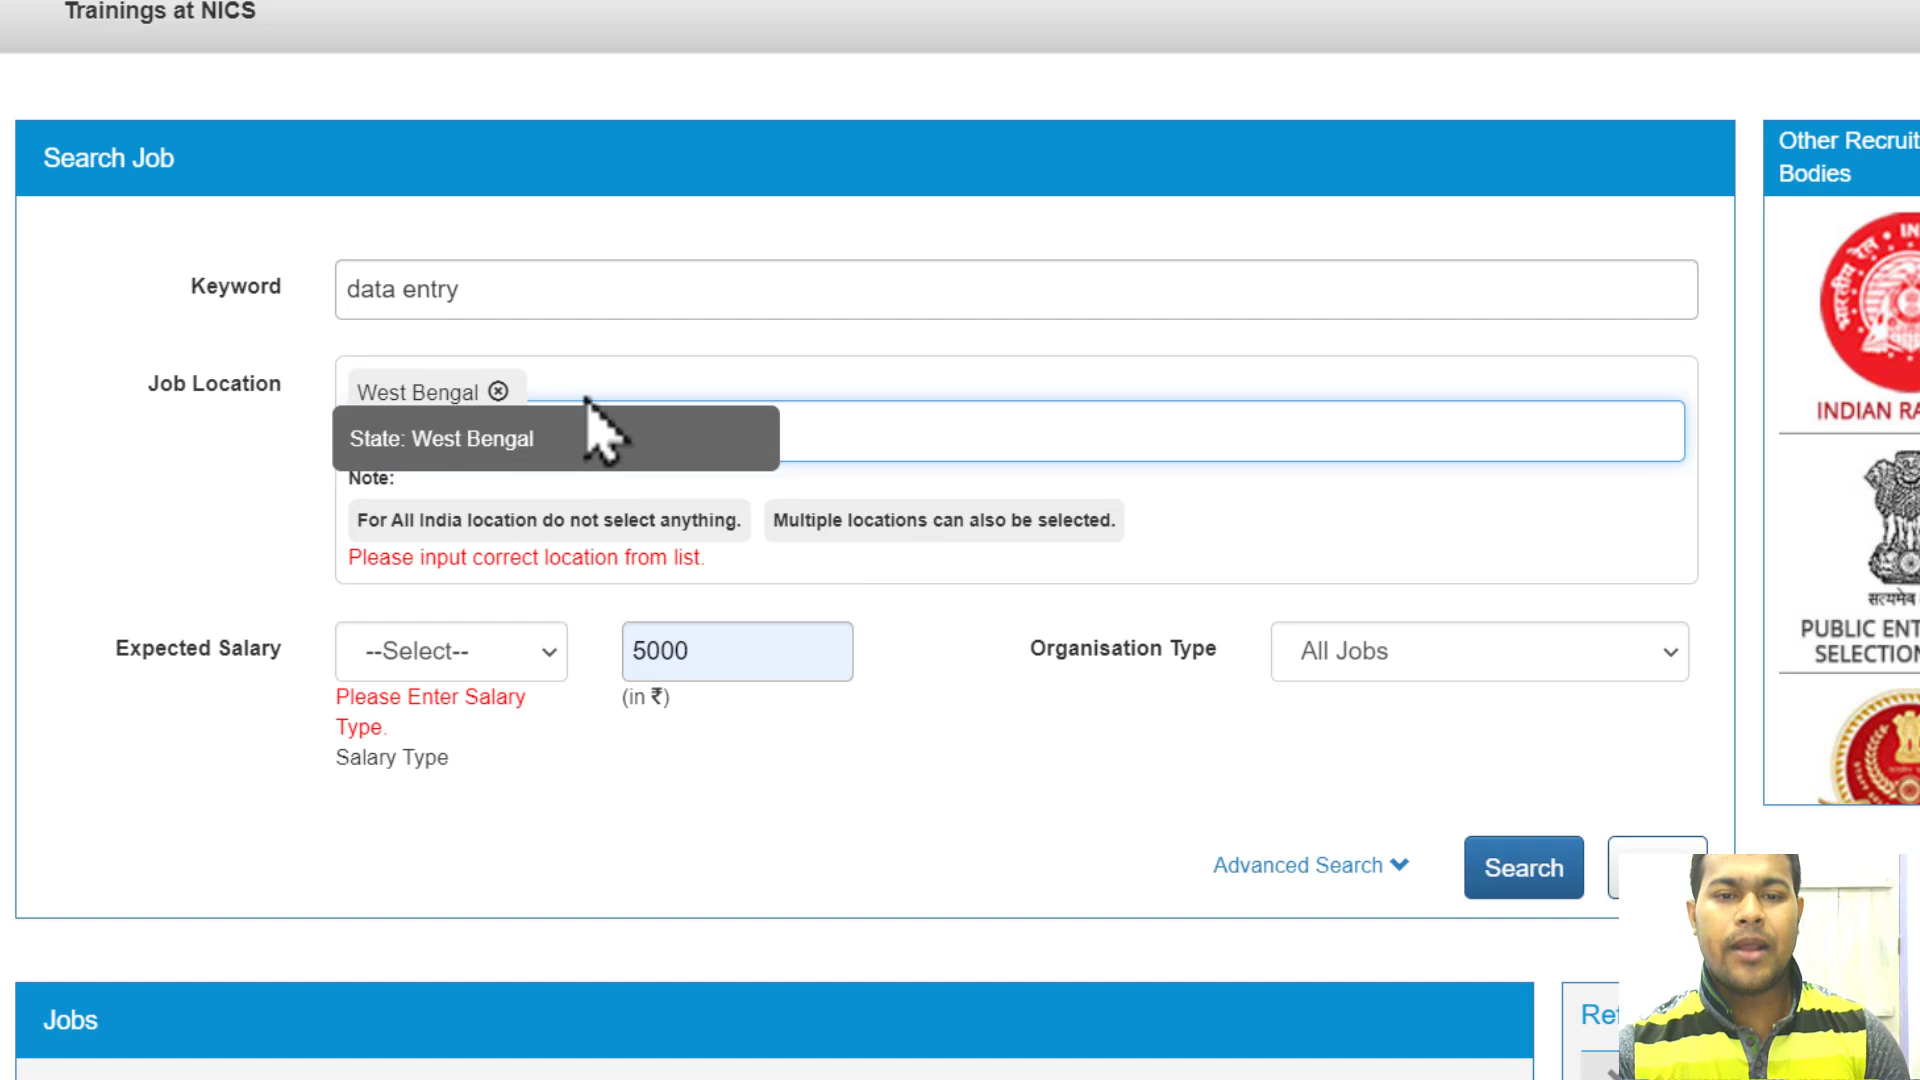 Trainings at NICS
Search Job
Keyword
data entry
Job Location
West Bengal
State: West Bengal
Note:
For All India location do not select anything.
Multiple locations can also be selected.
Please input correct location from list.
Expected Salary
--Select--
Please Enter Salary
Type.
Salary Type
5000
(in ₹)
Organisation Type
All Jobs
Advanced Search
Search
Jobs
Other Recruit
Bodies
भारतीय रेल
IN
INDIAN RA
सत्यमेव
PUBLIC ENT
SELECTION
Re